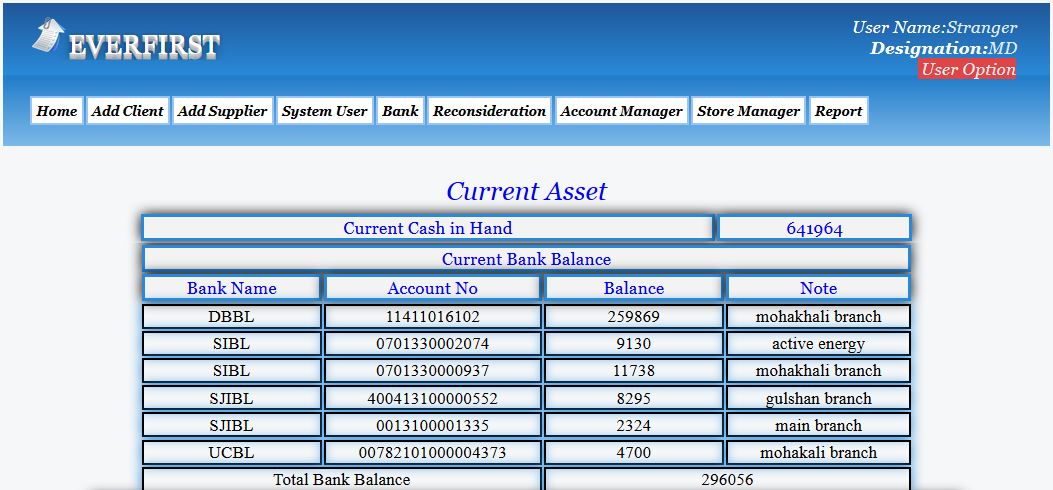 EVERFIRST
User Name:Stranger
Designation:MD
User Option
Home Add Client Add Supplier System User Bank Reconsideration Account Manager Store Manager Report
Current Asset
Current Cash in Hand 641964
Current Bank Balance
Bank Name Account No Balance Note
DBBL 11411016102 259869 mohakhali branch
SIBL 0701330002074 9130 active energy
SIBL 0701330000937 11738 mohakhali branch
SJIBL 400413100000552 8295 gulshan branch
SJIBL 0013100001335 2324 main branch
UCBL 00782101000004373 4700 mohakali branch
Total Bank Balance 296056